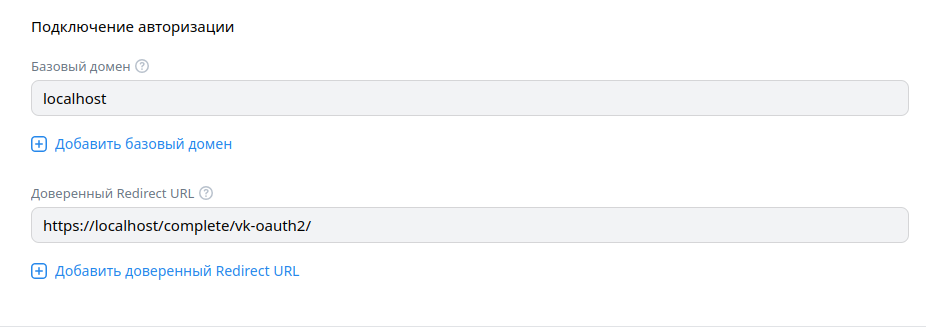 Подключение авторизации
Базовый домен ?
localhost
Добавить базовый домен
Доверенный Redirect URL ?
https://localhost/complete/vk-oauth2/
Добавить доверенный Redirect URL